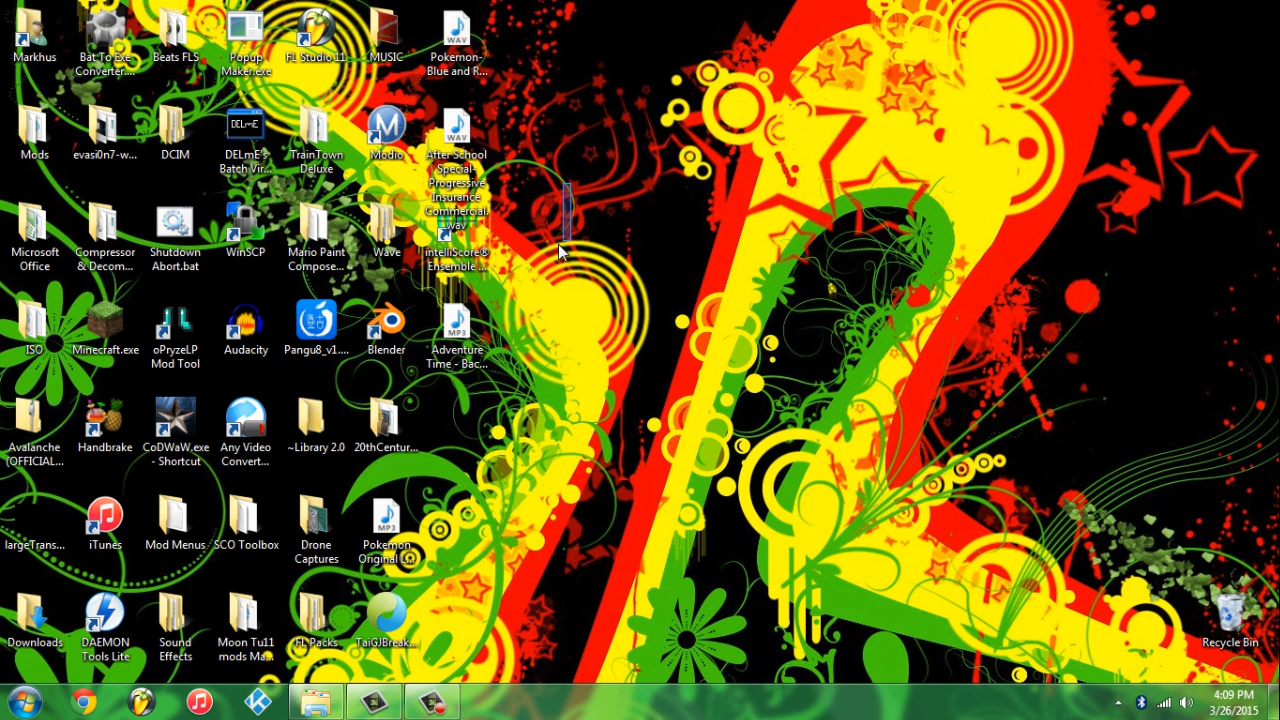 Markhus
Bat To Exe
Converter....
Beats FLS
Popup
Maker.exe
FL Studio 11
MUSIC
WAV
Pokemon-
Blue and R...
Mods
evasi0n7-w...
DCIM
DELmE
DELmE's
Batch Vir...
TrainTown
Deluxe
M
Modio
WAV
After School
Special-
Progressive
Insurance
Commercial.
wav
Microsoft
Office
Compressor
& Decom...
Shutdown
Abort.bat
WinSCP
Mario Paint
Compose...
Wave
intelliScore®
Ensemble ...
ISO
Minecraft.exe
oPryzeLP
Mod Tool
Audacity
Pangu8_v1....
Blender
MP3
Adventure
Time - Bac...
Avalanche
(OFFICIAL...
Handbrake
CoDWaW.exe
- Shortcut
Any Video
Convert...
~Library 2.0
20thCentur...
largeTrans...
iTunes
Mod Menus
SCO Toolbox
Drone
Captures
MP3
Pokemon
Original L...
Downloads
DAEMON
Tools Lite
Sound
Effects
Moon Tu11
mods Ma...
FL Packs
TaiGJBreak...
Recycle Bin
4:09 PM
3/26/2015